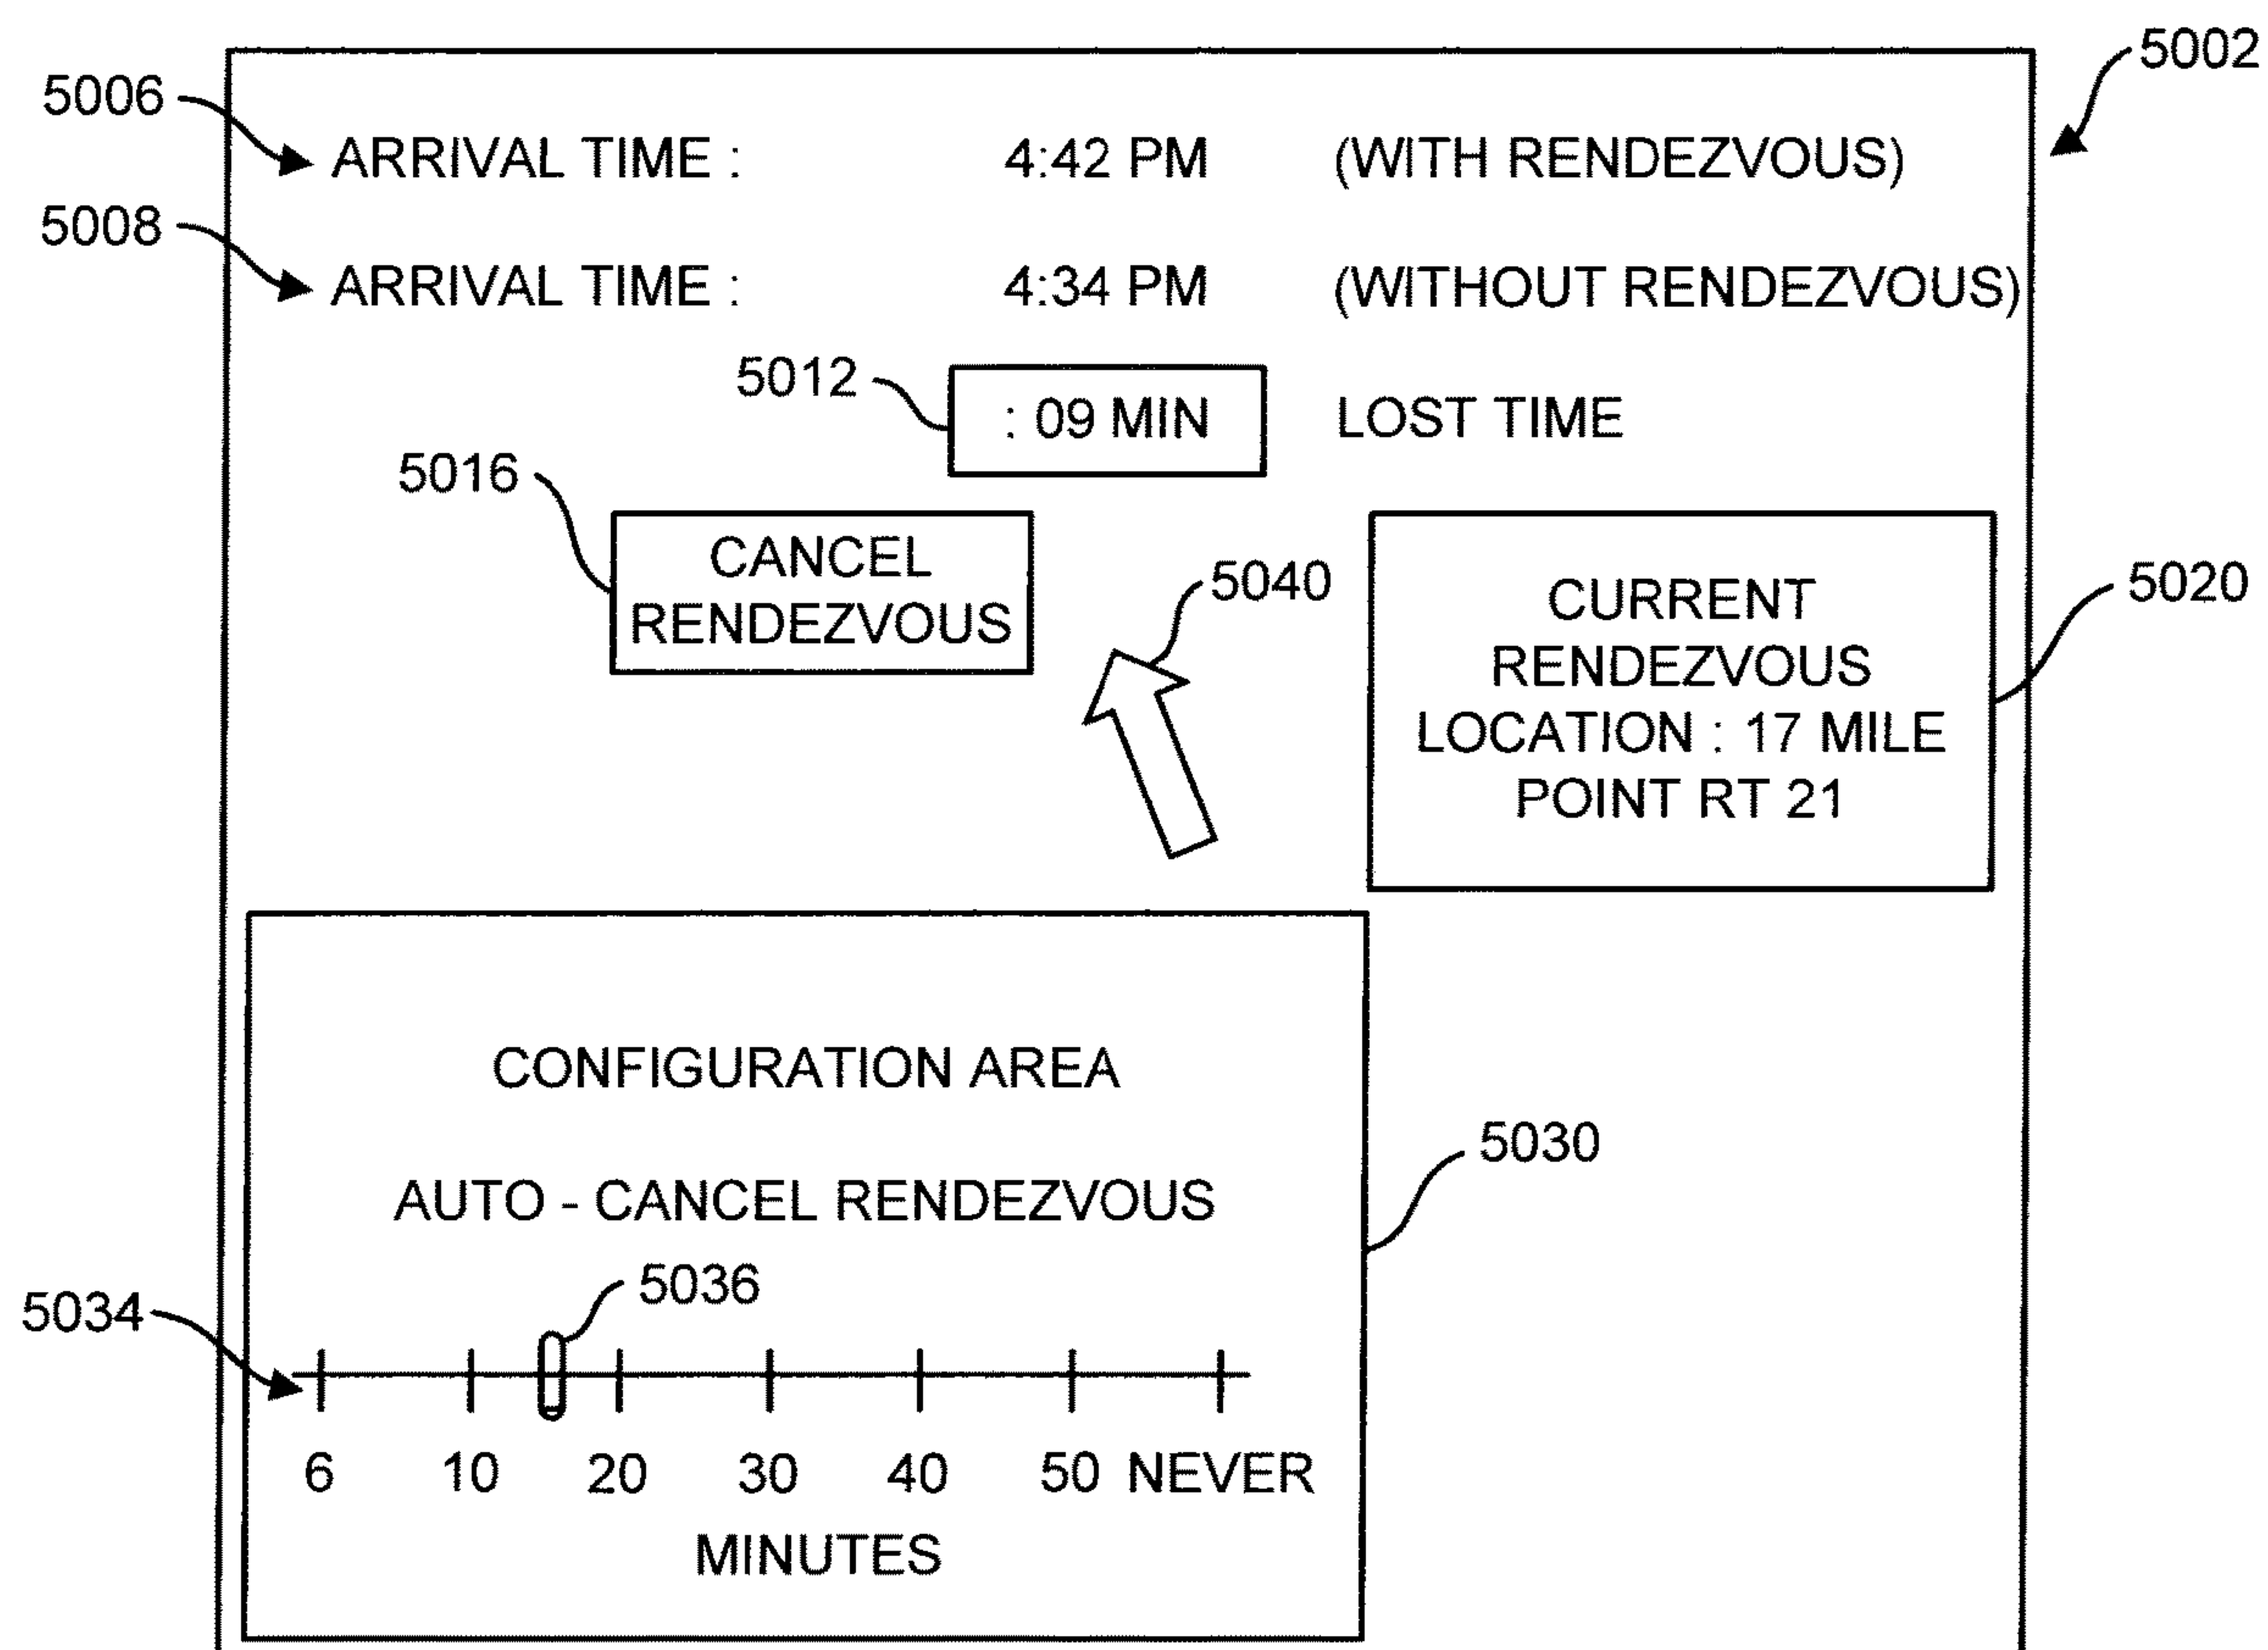 5002
5006
ARRIVAL TIME : 4:42 PM (WITH RENDEZVOUS)
5008
ARRIVAL TIME : 4:34 PM (WITHOUT RENDEZVOUS)
5012
: 09 MIN LOST TIME
5016
CANCEL
RENDEZVOUS
5040
CURRENT
RENDEZVOUS
LOCATION : 17 MILE
POINT RT 21
5020
CONFIGURATION AREA
AUTO - CANCEL RENDEZVOUS
5030
5036
5034
6 10 20 30 40 50 NEVER
MINUTES